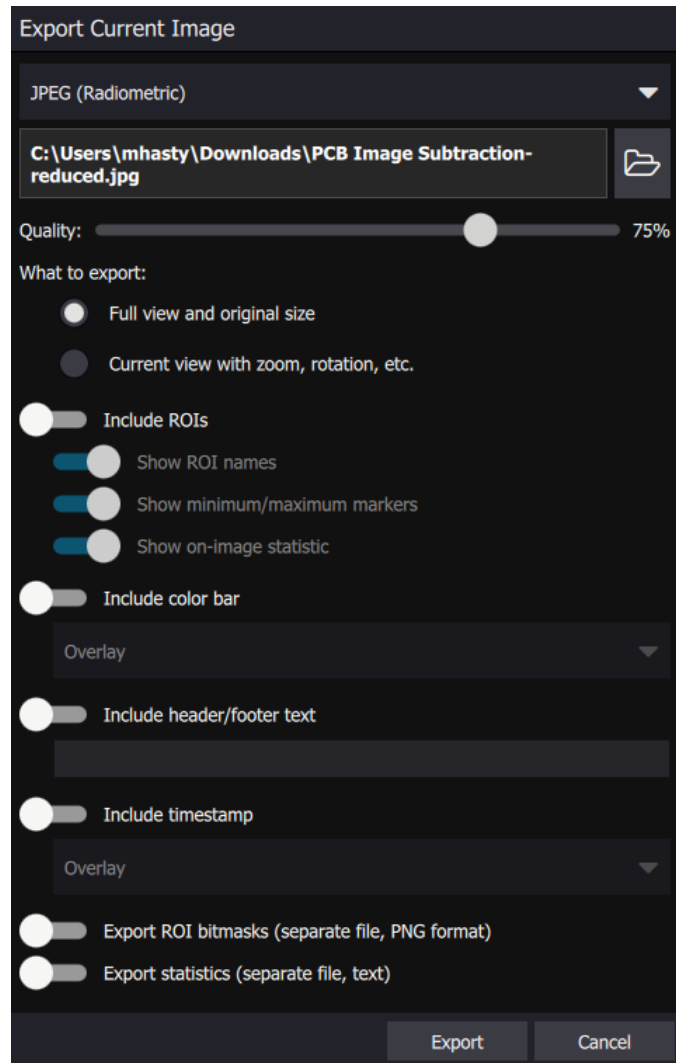 Export Current Image
JPEG (Radiometric)
C:\Users\mhasty\Downloads\PCB Image Subtraction-
reduced.jpg
Quality: 75%
What to export:
Full view and original size
Current view with zoom, rotation, etc.
Include ROIs
Show ROI names
Show minimum/maximum markers
Show on-image statistic
Include color bar
Overlay
Include header/footer text
Include timestamp
Overlay
Export ROI bitmasks (separate file, PNG format)
Export statistics (separate file, text)
Export Cancel